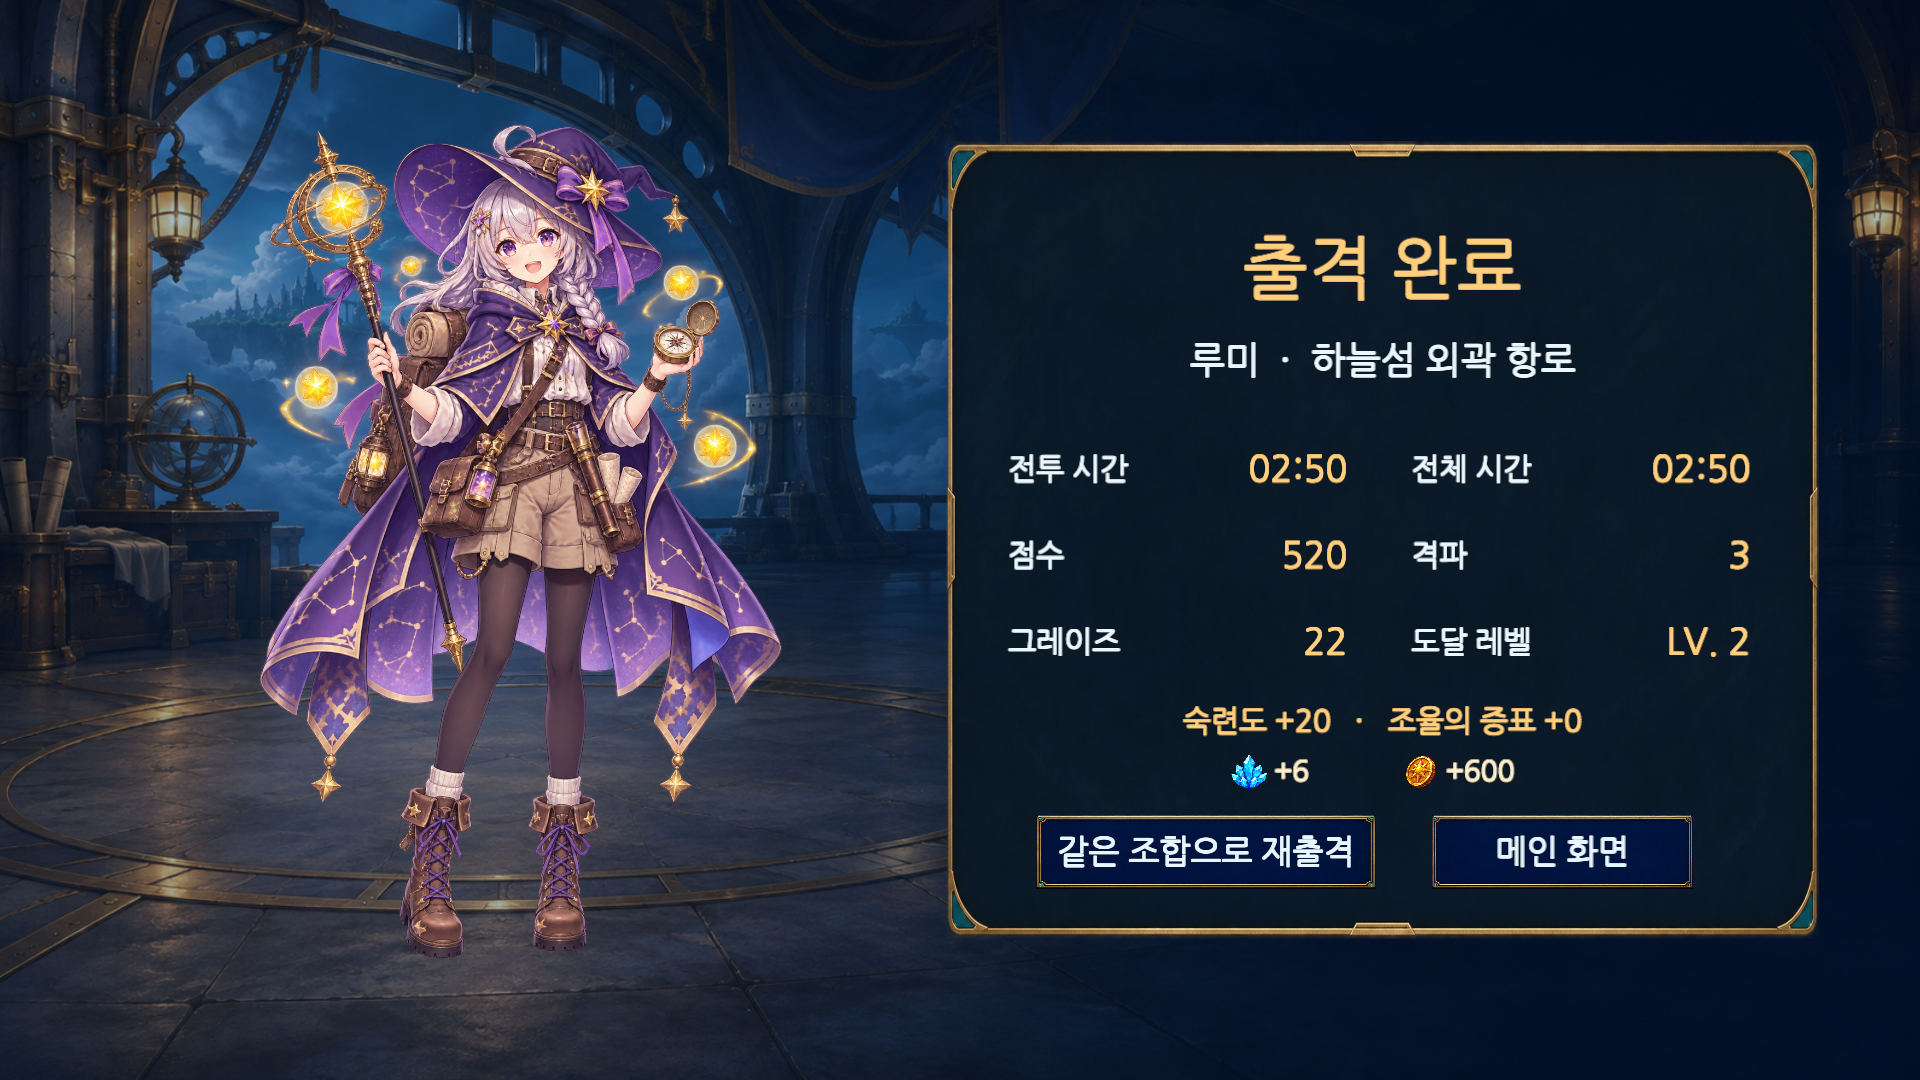 출격 완료
루미 · 하늘섬 외곽 항로
전투 시간 02:50 전체 시간 02:50
점수 520 격파 3
그레이즈 22 도달 레벨 LV. 2
숙련도 +20 · 조율의 증표 +0
+6 +600
같은 조합으로 재출격 메인 화면